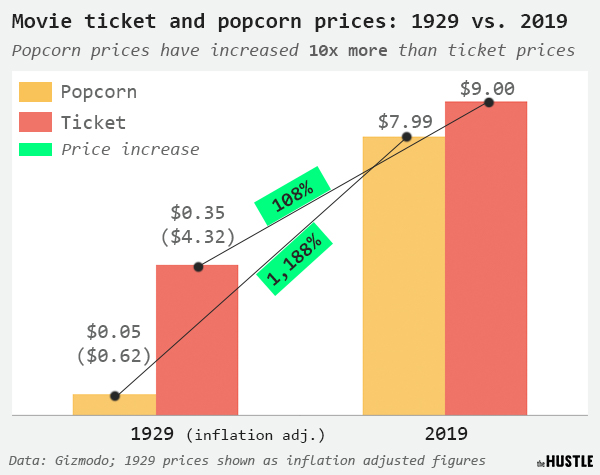 Movie ticket and popcorn prices: 1929 vs. 2019
Popcorn prices have increased 10x more than ticket prices
Popcorn
Ticket
Price increase
$9.00
$7.99
108%
$0.35
($4.32)
1,188%
$0.05
($0.62)
1929 (inflation adj.)
2019
Data: Gizmodo; 1929 prices shown as inflation adjusted figures
the HUSTLE